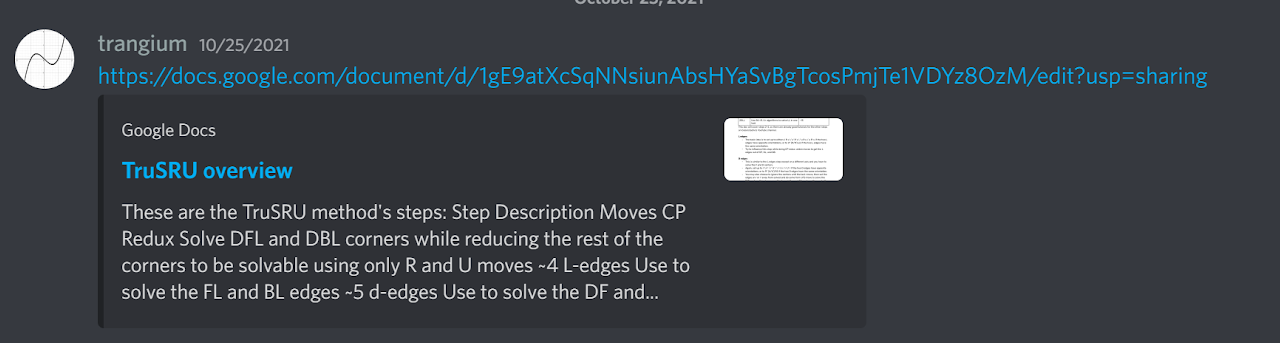 October 25, 2021
trangium 10/25/2021
https://docs.google.com/document/d/1gE9atXcSqNNsiunAbsHYaSvBgTcosPmjTe1VDYz8OzM/edit?usp=sharing
Google Docs
TruSRU overview
These are the TruSRU method's steps: Step Description Moves CP
Redux Solve DFL and DBL corners while reducing the rest of the
corners to be solvable using only R and U moves ~4 L-edges Use to
solve the FL and BL edges ~5 d-edges Use to solve the DF and...